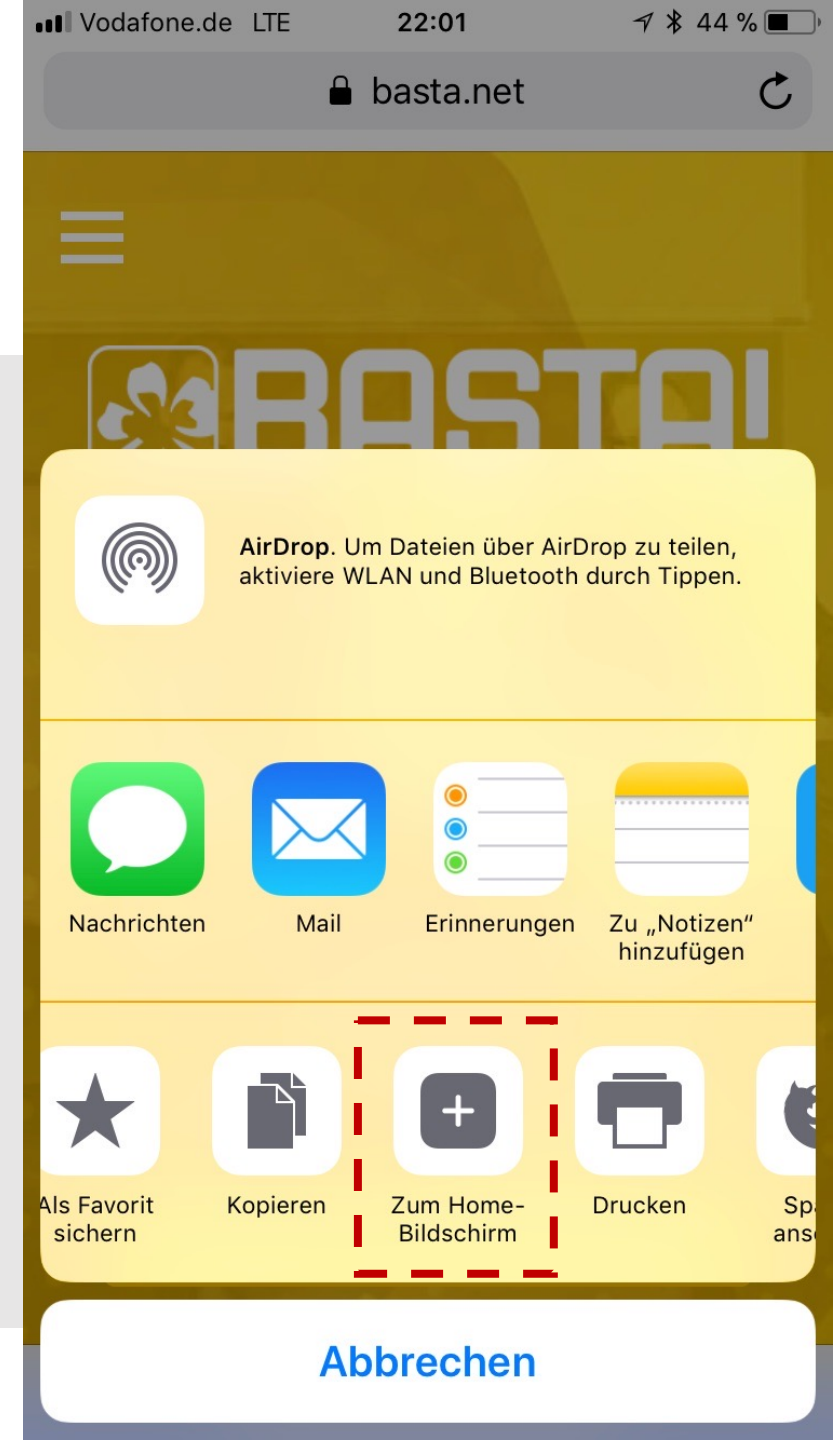 Vodafone.de LTE 22:01 44 %
basta.net
BASTA!
AirDrop. Um Dateien über AirDrop zu teilen,
aktiviere WLAN und Bluetooth durch Tippen.
Nachrichten Mail Erinnerungen Zu „Notizen“
hinzufügen
Als Favorit Kopieren Zum Home- Drucken
sichern Bildschirm
Abbrechen